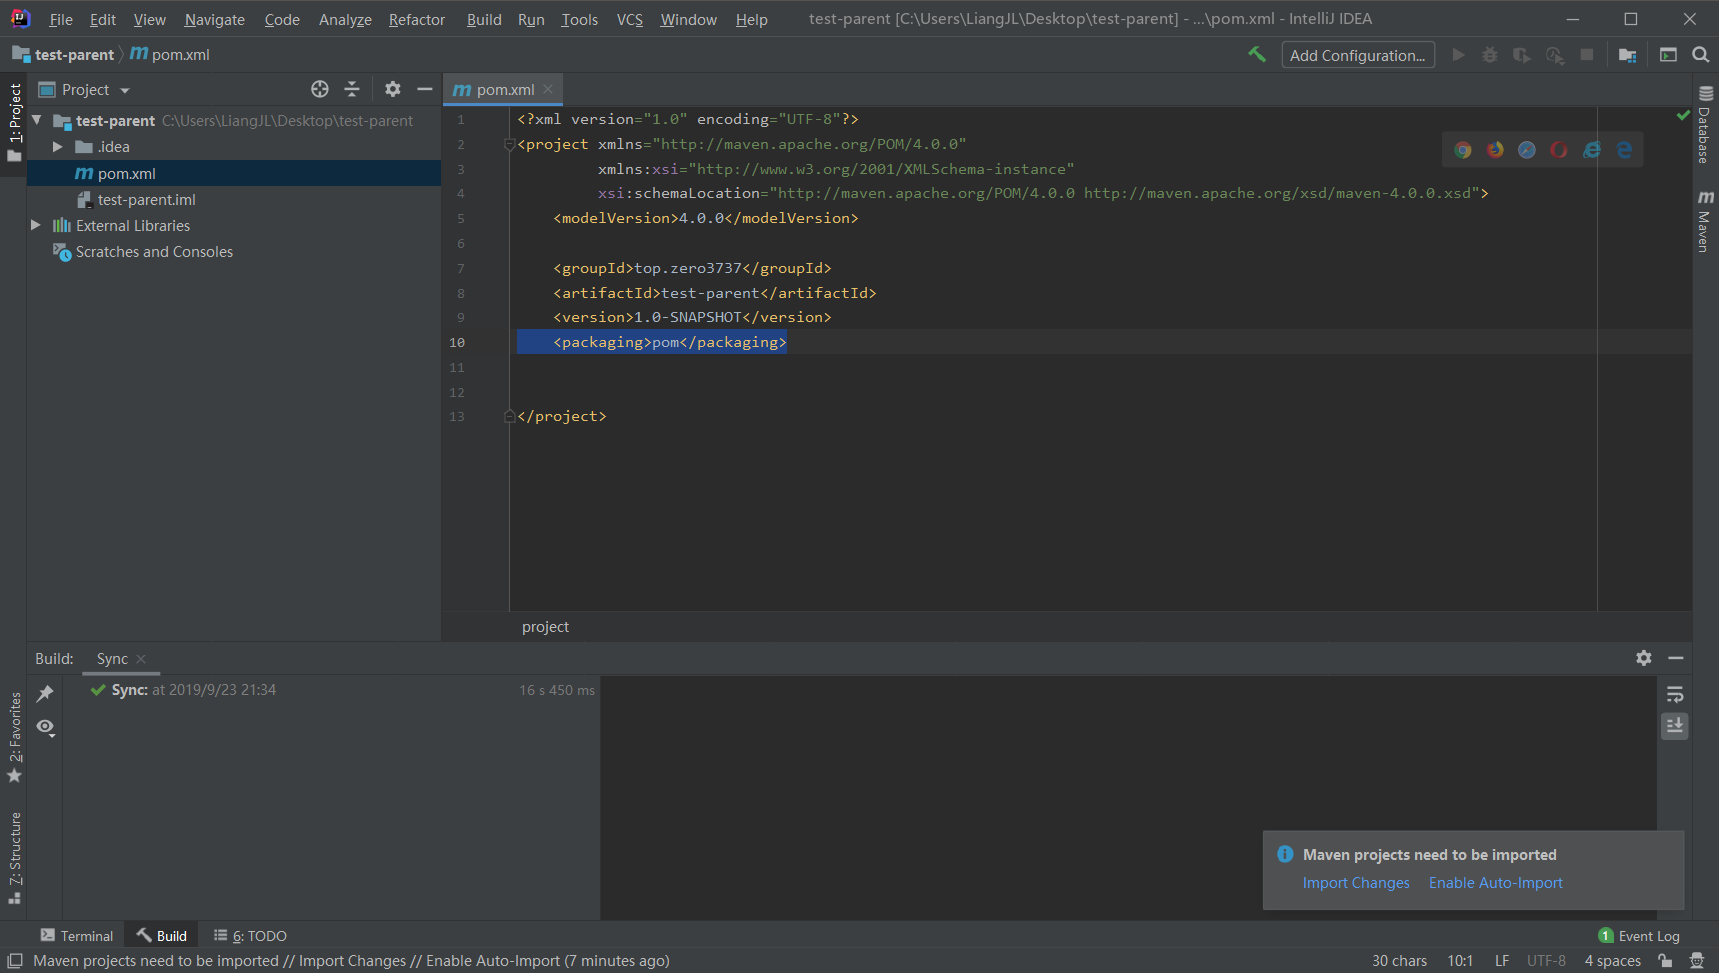 File Edit View Navigate Code Analyze Refactor Build Run Tools VCS Window Help test-parent [C:\Users\LiangJL\Desktop\test-parent] - ...\pom.xml - IntelliJ IDEA
test-parent pom.xml Add Configuration...
1: Project
Project
pom.xml
test-parent C:\Users\LiangJL\Desktop\test-parent
.idea
pom.xml
test-parent.iml
External Libraries
Scratches and Consoles
1 <?xml version="1.0" encoding="UTF-8"?>
2 <project xmlns="http://maven.apache.org/POM/4.0.0"
3 xmlns:xsi="http://www.w3.org/2001/XMLSchema-instance"
4 xsi:schemaLocation="http://maven.apache.org/POM/4.0.0 http://maven.apache.org/xsd/maven-4.0.0.xsd">
5 <modelVersion>4.0.0</modelVersion>
6
7 <groupId>top.zero3737</groupId>
8 <artifactId>test-parent</artifactId>
9 <version>1.0-SNAPSHOT</version>
10 <packaging>pom</packaging>
11
12
13 </project>
project
Database
Maven
Build: Sync
Sync: at 2019/9/23 21:34 16 s 450 ms
2: Favorites
7: Structure
Maven projects need to be imported
Import Changes Enable Auto-Import
Terminal Build 6: TODO 1 Event Log
Maven projects need to be imported // Import Changes // Enable Auto-Import (7 minutes ago) 30 chars 10:1 LF UTF-8 4 spaces